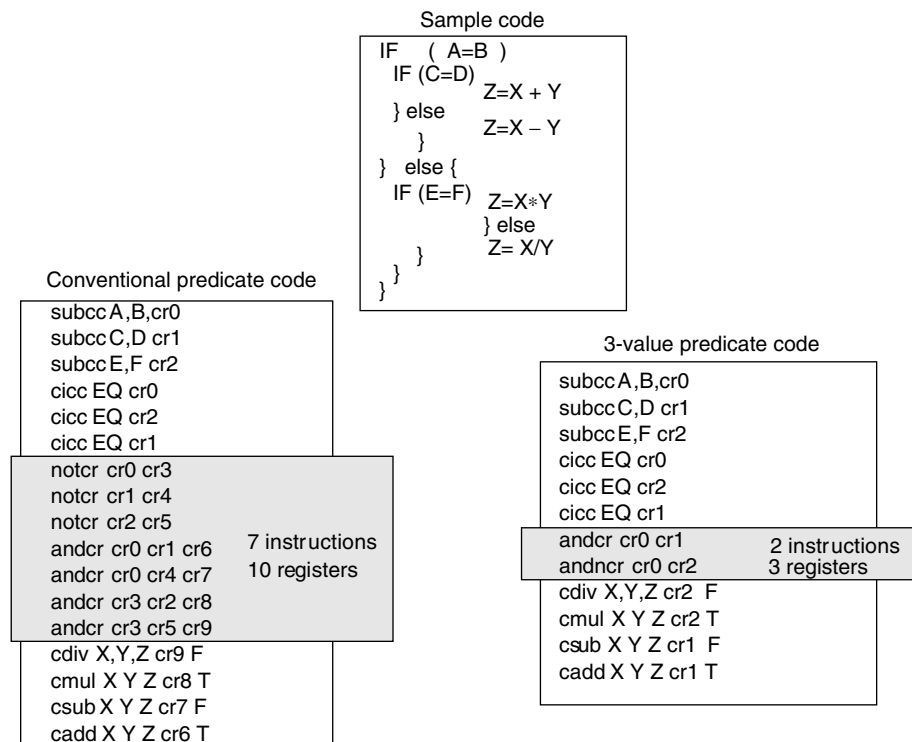 Sample code
IF ( A=B )
IF (C=D)
Z=X + Y
} else
Z=X – Y
}
} else {
IF (E=F)
Z=X*Y
} else
Z= X/Y
}
}
}
Conventional predicate code
subcc A,B,cr0
subcc C,D cr1
subcc E,F cr2
cicc EQ cr0
cicc EQ cr2
cicc EQ cr1
notcr cr0 cr3
notcr cr1 cr4
notcr cr2 cr5
andcr cr0 cr1 cr6
andcr cr0 cr4 cr7
andcr cr3 cr2 cr8
andcr cr3 cr5 cr9
7 instructions
10 registers
cdiv X,Y,Z cr9 F
cmul X Y Z cr8 T
csub X Y Z cr7 F
cadd X Y Z cr6 T
3-value predicate code
subcc A,B,cr0
subcc C,D cr1
subcc E,F cr2
cicc EQ cr0
cicc EQ cr2
cicc EQ cr1
andcr cr0 cr1
andncr cr0 cr2
2 instructions
3 registers
cdiv X,Y,Z cr2 F
cmul X Y Z cr2 T
csub X Y Z cr1 F
cadd X Y Z cr1 T